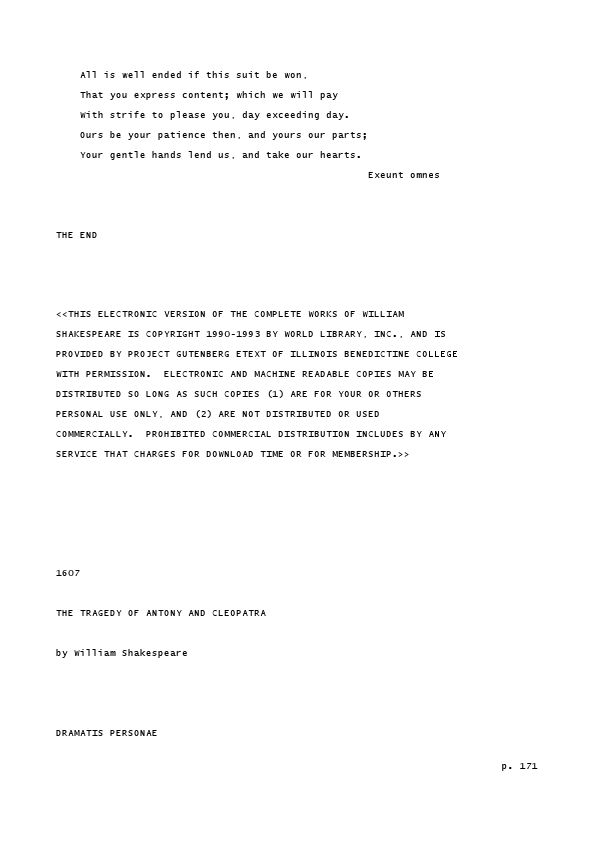 All is well ended if this suit be won,
That you express content; which we will pay
With strife to please you, day exceeding day.
Ours be your patience then, and yours our parts;
Your gentle hands lend us, and take our hearts.
Exeunt omnes
THE END
<<THIS ELECTRONIC VERSION OF THE COMPLETE WORKS OF WILLIAM
SHAKESPEARE IS COPYRIGHT 1990-1993 BY WORLD LIBRARY, INC., AND IS
PROVIDED BY PROJECT GUTENBERG ETEXT OF ILLINOIS BENEDICTINE COLLEGE
WITH PERMISSION.  ELECTRONIC AND MACHINE READABLE COPIES MAY BE
DISTRIBUTED SO LONG AS SUCH COPIES (1) ARE FOR YOUR OR OTHERS
PERSONAL USE ONLY, AND (2) ARE NOT DISTRIBUTED OR USED
COMMERCIALLY.  PROHIBITED COMMERCIAL DISTRIBUTION INCLUDES BY ANY
SERVICE THAT CHARGES FOR DOWNLOAD TIME OR FOR MEMBERSHIP.>>
1607
THE TRAGEDY OF ANTONY AND CLEOPATRA
by William Shakespeare
DRAMATIS PERSONAE
p. 171